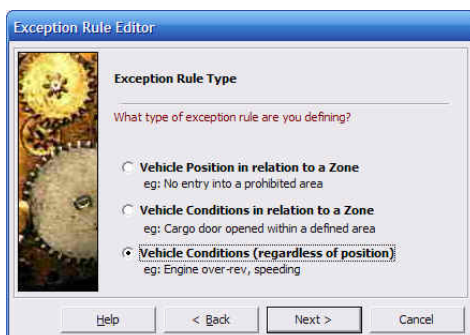 Exception Rule Editor
Exception Rule Type
What type of exception rule are you defining?
Vehicle Position in relation to a Zone
eg: No entry into a prohibited area
Vehicle Conditions in relation to a Zone
eg: Cargo door opened within a defined area
Vehicle Conditions (regardless of position)
eg: Engine over-rev, speeding
Help
< Back
Next >
Cancel